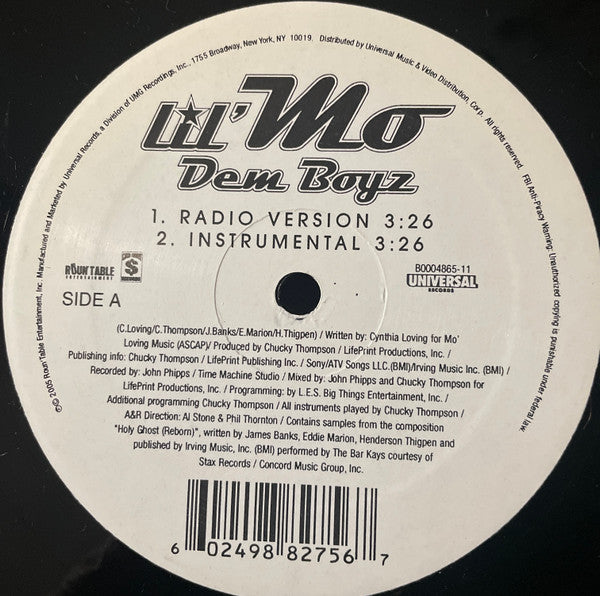 ℗© 2005 Roun'Table Entertainment, Inc. Manufactured and Marketed by Universal Records, a Division of UMG Recordings, Inc., 1755 Broadway, New York, NY 10019. Distributed by Universal Music & Video Distribution, Corp. All rights reserved. FBI Anti-Piracy Warning: Unauthorized copying is punishable under federal law.
Lil' Mo
Dem Boyz
1. RADIO VERSION 3:26
2. INSTRUMENTAL 3:26
ROUN'TABLE
ENTERTAINMENT
B0004865-11
UNIVERSAL
RECORDS
SIDE A
(C.Loving/C.Thompson/J.Banks/E.Marion/H.Thigpen) / Written by: Cynthia Loving for Mo'
Loving Music (ASCAP)/ Produced by Chucky Thompson / LifePrint Productions, Inc. /
Publishing info: Chucky Thompson / LifePrint Publishing Inc. / Sony/ATV Songs LLC.(BMI)/Irving Music Inc. (BMI) /
Recorded by: John Phipps / Time Machine Studio / Mixed by: John Phipps and Chucky Thompson for
LifePrint Productions, Inc. / Programming: by L.E.S. Big Things Entertainment, Inc. /
Additional programming Chucky Thompson / All instruments played by Chucky Thompson /
A&R Direction: Al Stone & Phil Thornton / Contains samples from the composition
"Holy Ghost (Reborn)", written by James Banks, Eddie Marion, Henderson Thigpen and
published by Irving Music, Inc. (BMI) performed by The Bar Kays courtesy of
Stax Records / Concord Music Group, Inc.
6 02498 82756 7